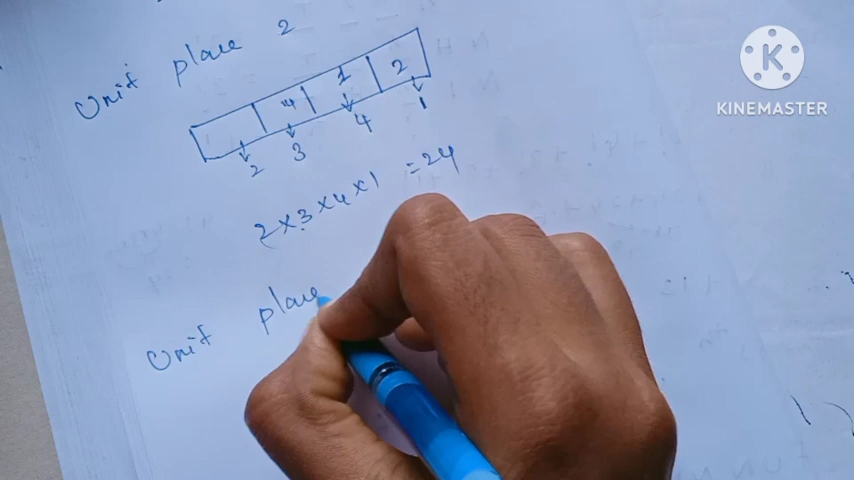 Unit place 2
4 1 2
2 3 4 1
2 x 3 x 4 x 1 = 24
Unit place
K
KINEMASTER